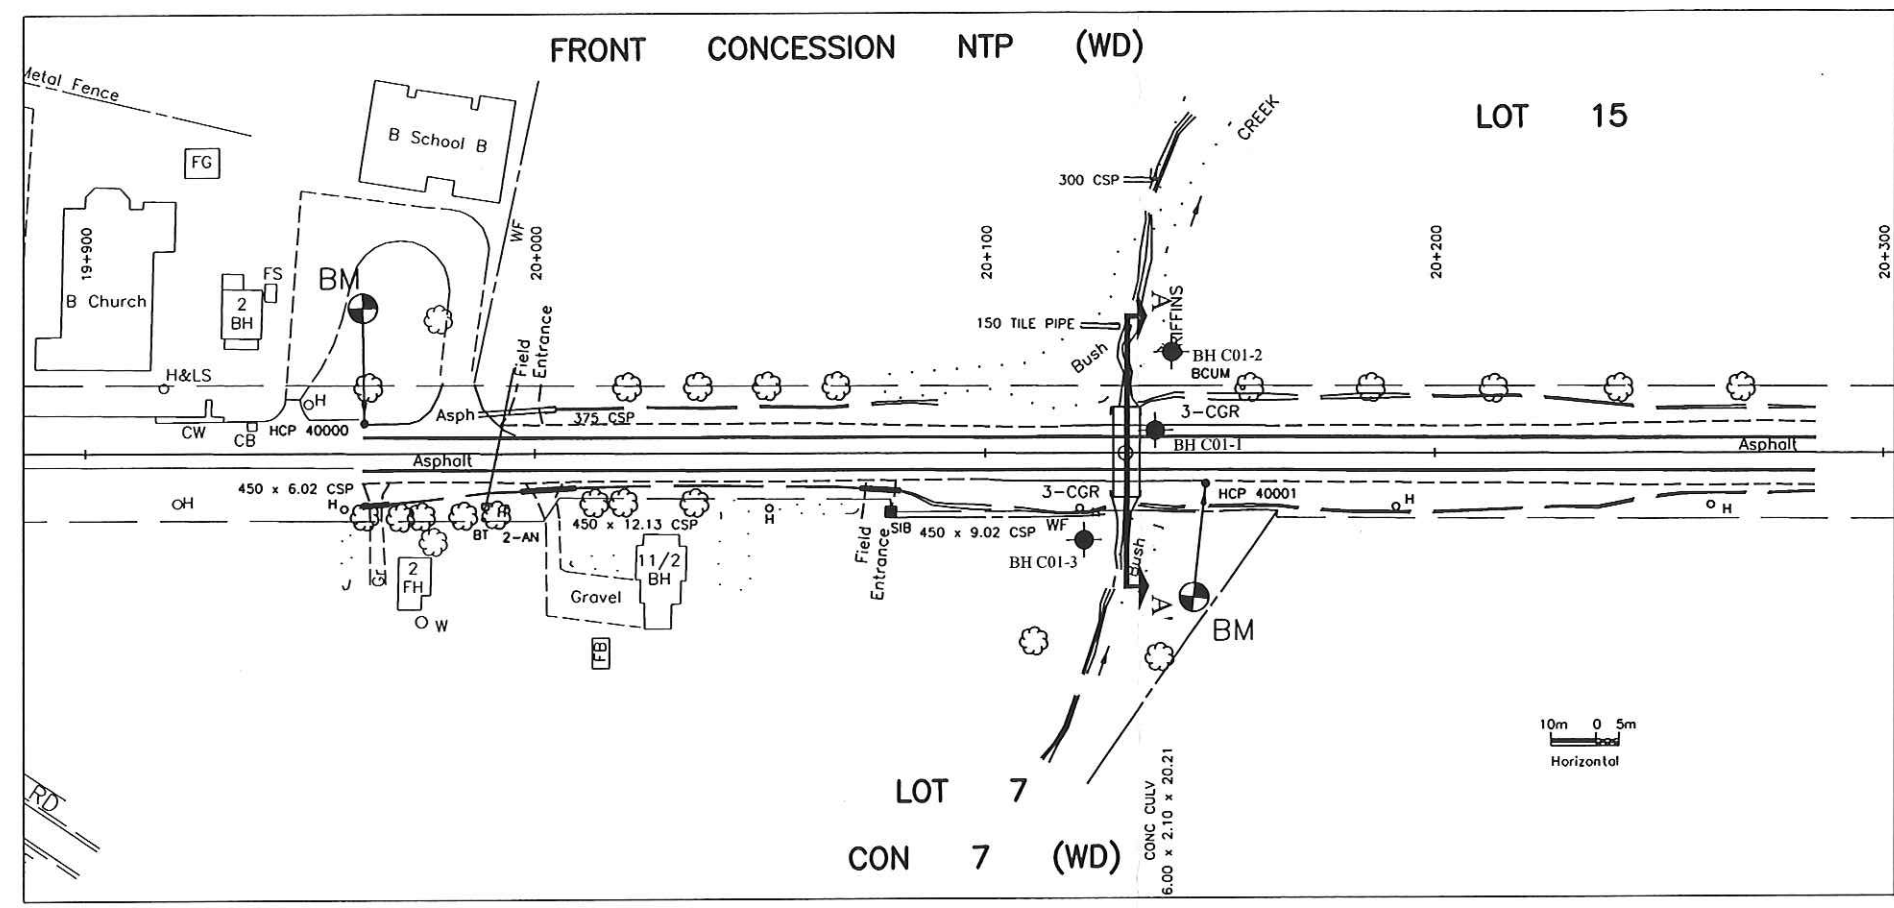 FRONT CONCESSION NTP (WD)
Metal Fence
LOT 15
CREEK
B School B
FG
300 CSP
WF
19+900
20+000
20+100
20+200
20+300
FS
BM
B Church
2
BH
A
150 TILE PIPE
Field
Entrance
Bush
BH C01-2
BCUM
H&LS
H
Asph
375 CSP
3-CGR
CW
CB
HCP 40000
BH C01-1
Asphalt
Asphalt
450 x 6.02 CSP
3-CGR
HCP 40001
H
H
H
H
H
H
450 x 12.13 CSP
SIB
450 x 9.02 CSP
WF
BT
2-AN
Field
Entrance
BH C01-3
Bush
J
2
FH
11/2
BH
Gravel
A'
W
BM
FB
10m 0 5m
Horizontal
RD
LOT 7
CON 7 (WD)
CONC CULV
6.00 x 2.10 x 20.21